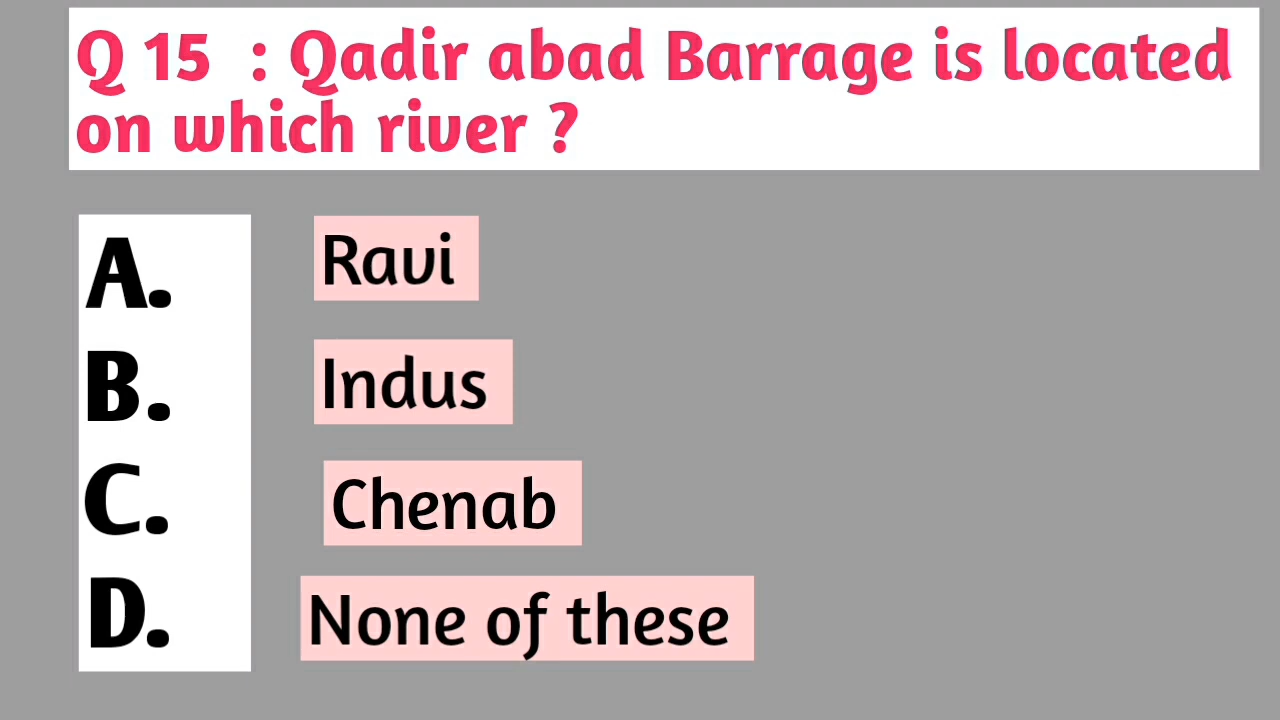 Q 15 : Qadir abad Barrage is located
on which river ?
A. Ravi
B. Indus
C. Chenab
D. None of these